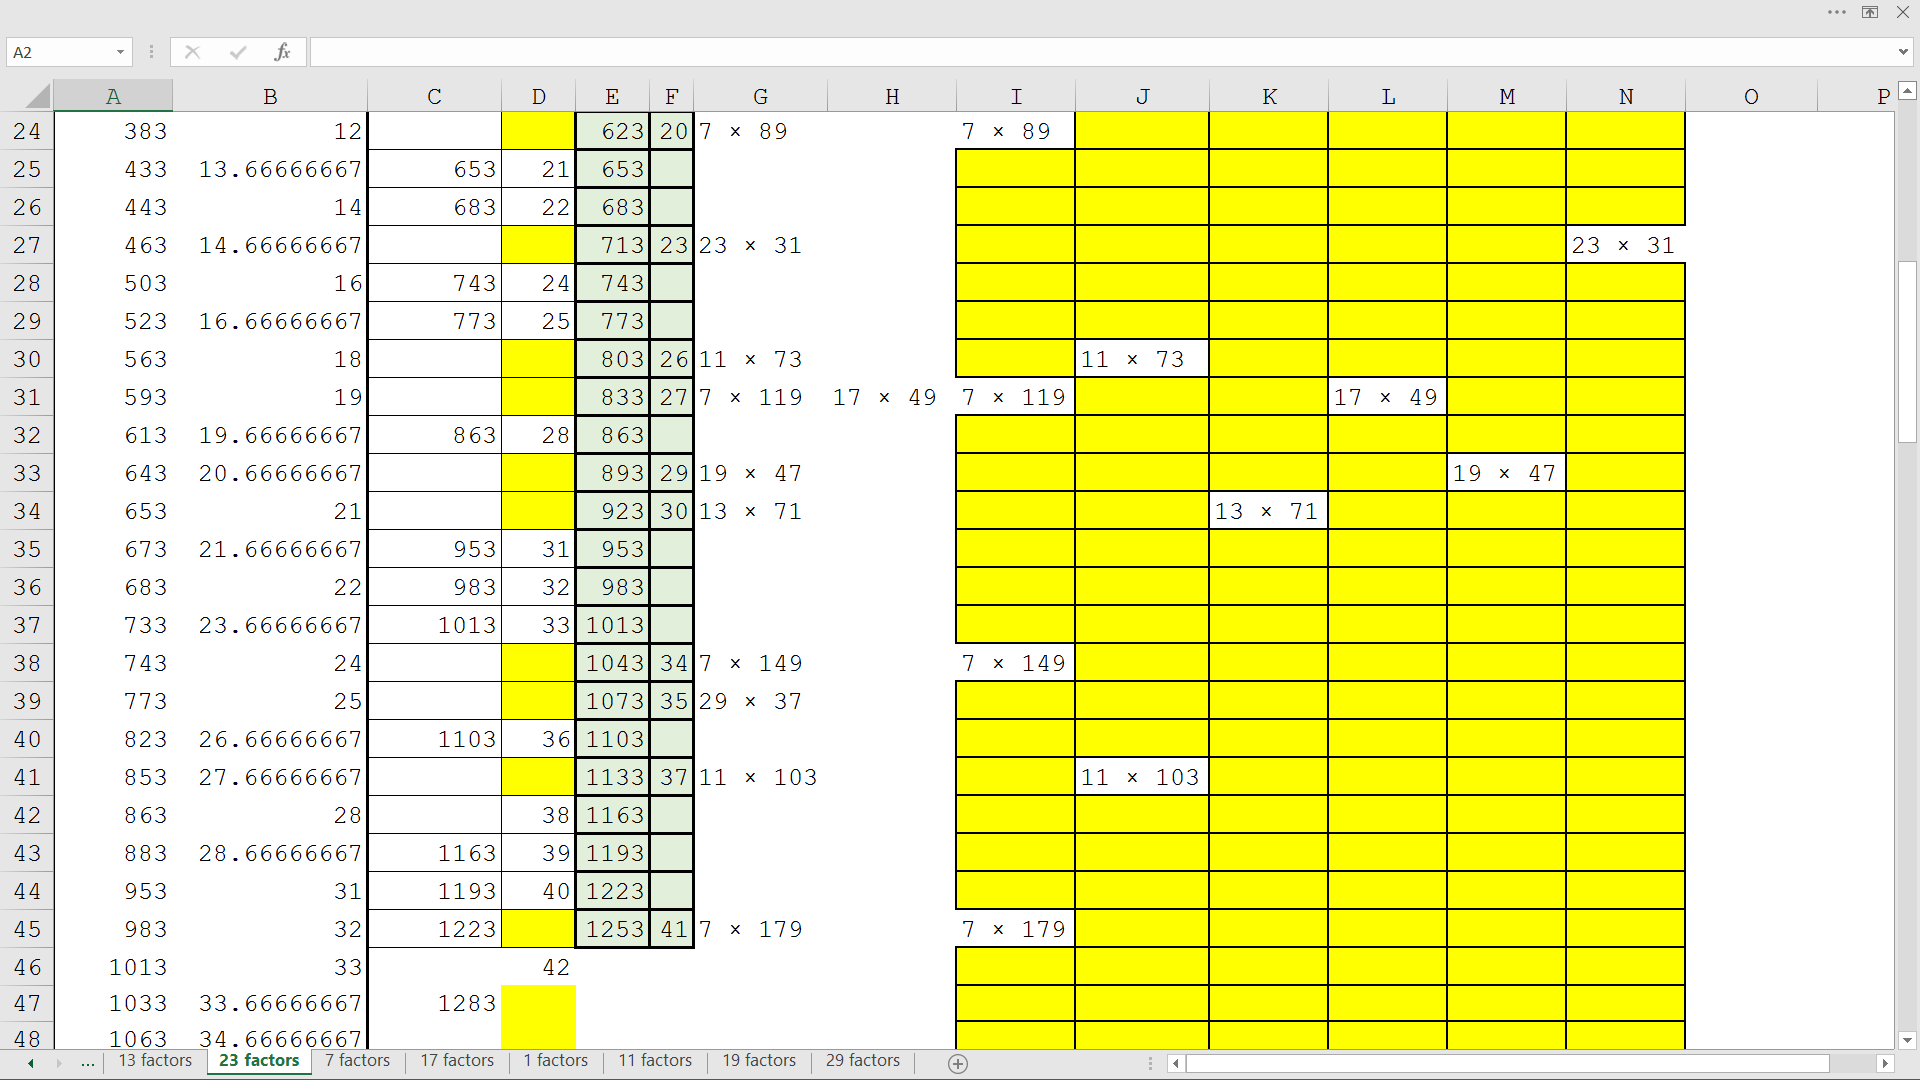 A2
fx
A B C D E F G H I J K L M N O P
24 383 12 623 20 7 × 89 7 × 89
25 433 13.66666667 653 21 653
26 443 14 683 22 683
27 463 14.66666667 713 23 23 × 31 23 × 31
28 503 16 743 24 743
29 523 16.66666667 773 25 773
30 563 18 803 26 11 × 73 11 × 73
31 593 19 833 27 7 × 119 17 × 49 7 × 119 17 × 49
32 613 19.66666667 863 28 863
33 643 20.66666667 893 29 19 × 47 19 × 47
34 653 21 923 30 13 × 71 13 × 71
35 673 21.66666667 953 31 953
36 683 22 983 32 983
37 733 23.66666667 1013 33 1013
38 743 24 1043 34 7 × 149 7 × 149
39 773 25 1073 35 29 × 37
40 823 26.66666667 1103 36 1103
41 853 27.66666667 1133 37 11 × 103 11 × 103
42 863 28 38 1163
43 883 28.66666667 1163 39 1193
44 953 31 1193 40 1223
45 983 32 1223 1253 41 7 × 179 7 × 179
46 1013 33 42
47 1033 33.66666667 1283
48 1063 34.66666667
... 13 factors 23 factors 7 factors 17 factors 1 factors 11 factors 19 factors 29 factors